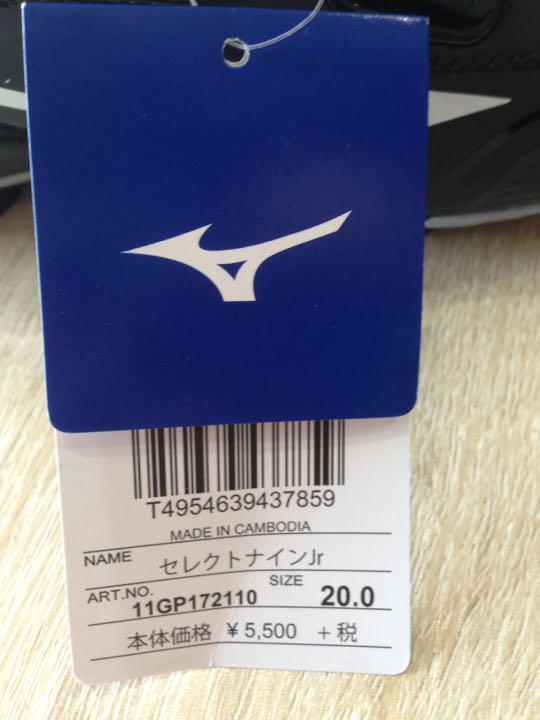 T4954639437859
MADE IN CAMBODIA
NAME セレクトナインJr
ART.NO. 11GP172110 SIZE 20.0
本体価格 ¥5,500 +税